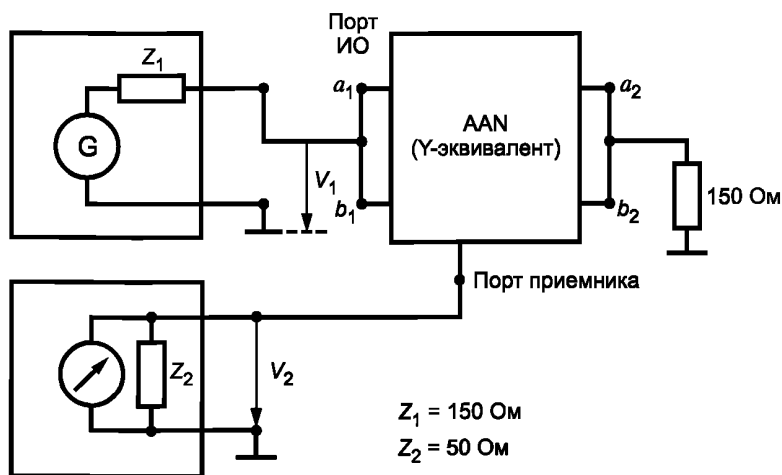 Порт
ИО
Z1
a1
a2
G
AAN
(Y-эквивалент)
V1
b1
b2
150 Ом
Порт приемника
Z2
V2
Z1 = 150 Ом
Z2 = 50 Ом